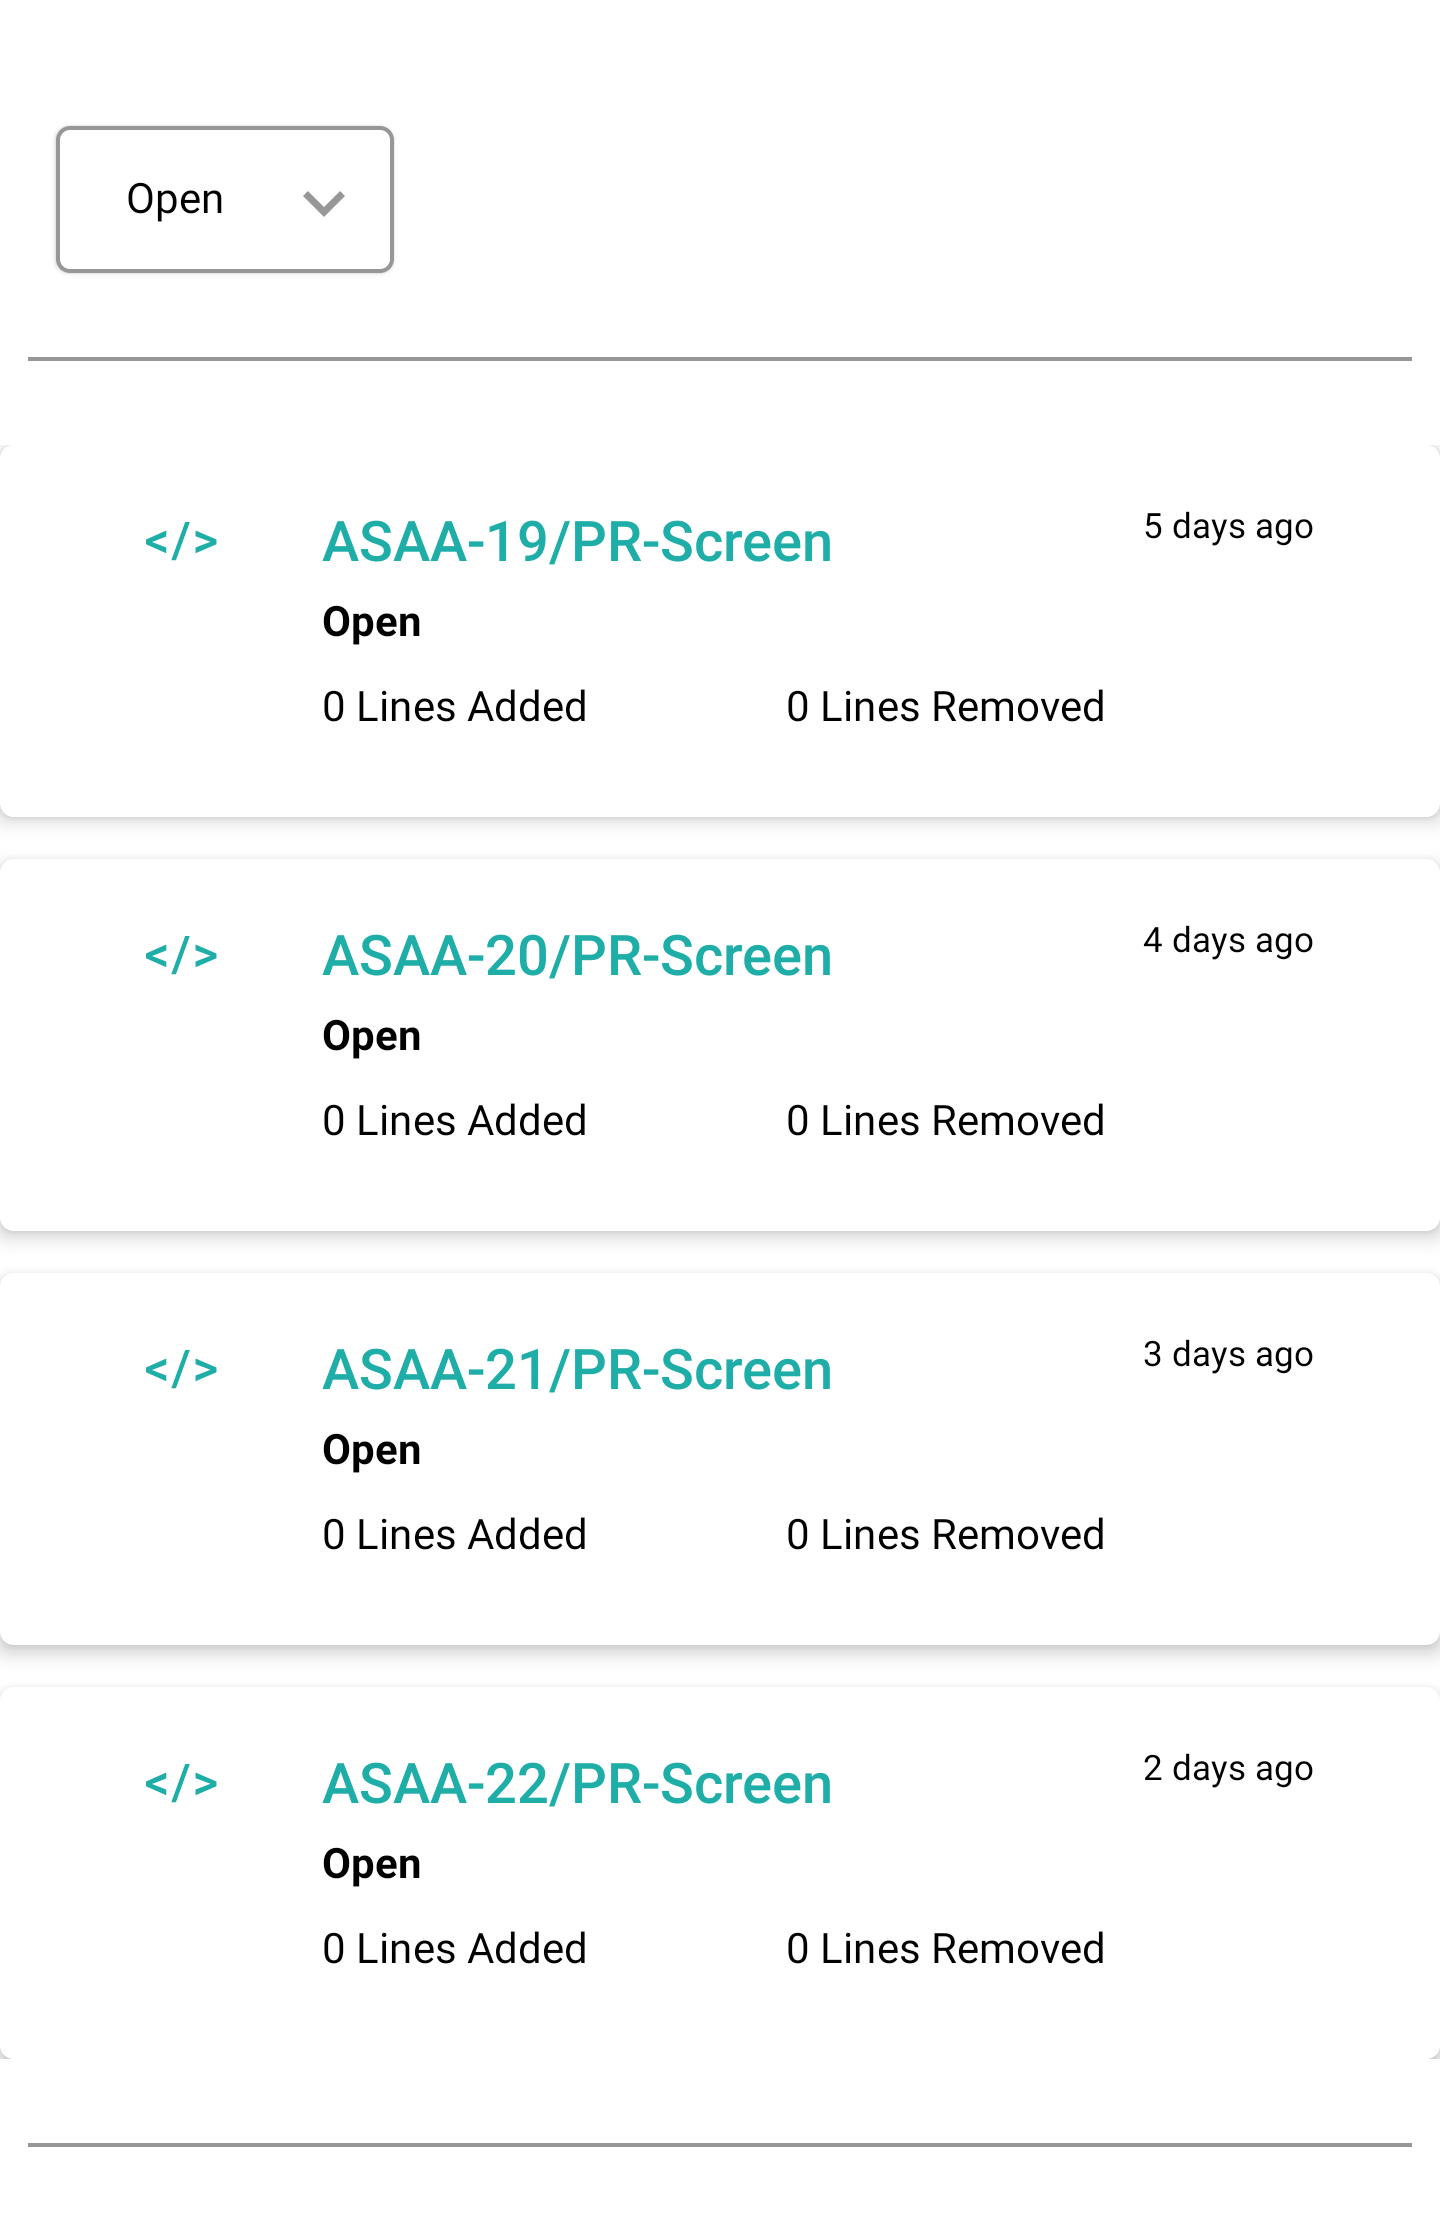 Open
</> ASAA-19/PR-Screen 5 days ago
Open
0 Lines Added 0 Lines Removed
</> ASAA-20/PR-Screen 4 days ago
Open
0 Lines Added 0 Lines Removed
</> ASAA-21/PR-Screen 3 days ago
Open
0 Lines Added 0 Lines Removed
</> ASAA-22/PR-Screen 2 days ago
Open
0 Lines Added 0 Lines Removed